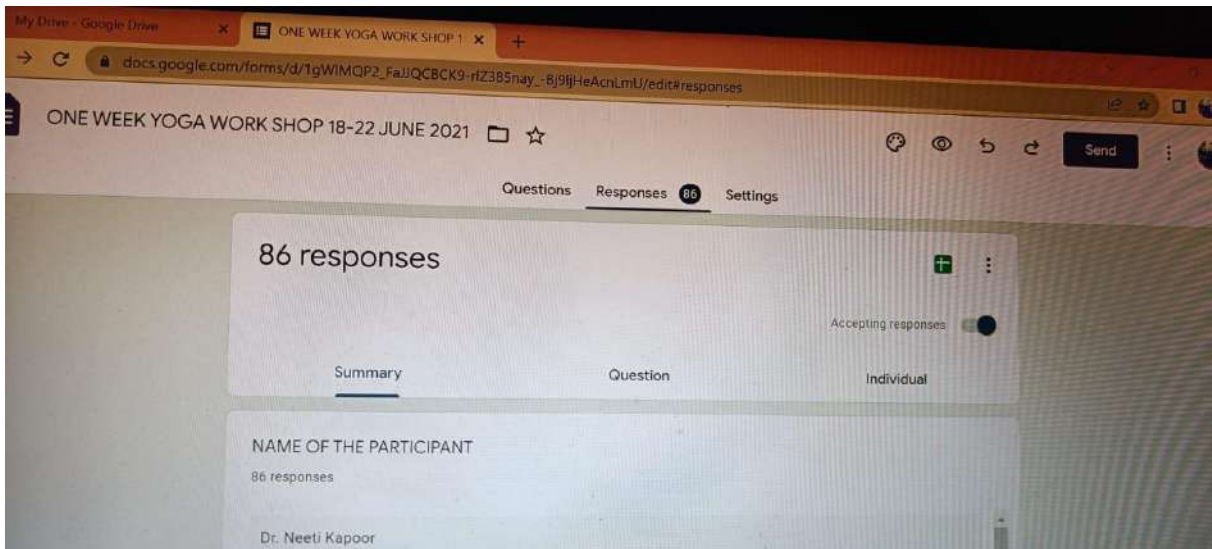 My Drive - Google Drive
ONE WEEK YOGA WORK SHOP 1
docs.google.com/forms/d/1gWIMQP2_FaJJQCBCK9-rfZ3B5nay_-Bj9ljHeAcnLmU/edit#responses
ONE WEEK YOGA WORK SHOP 18-22 JUNE 2021
Send
Questions Responses 86 Settings
86 responses
Accepting responses
Summary Question Individual
NAME OF THE PARTICIPANT
86 responses
Dr. Neeti Kapoor